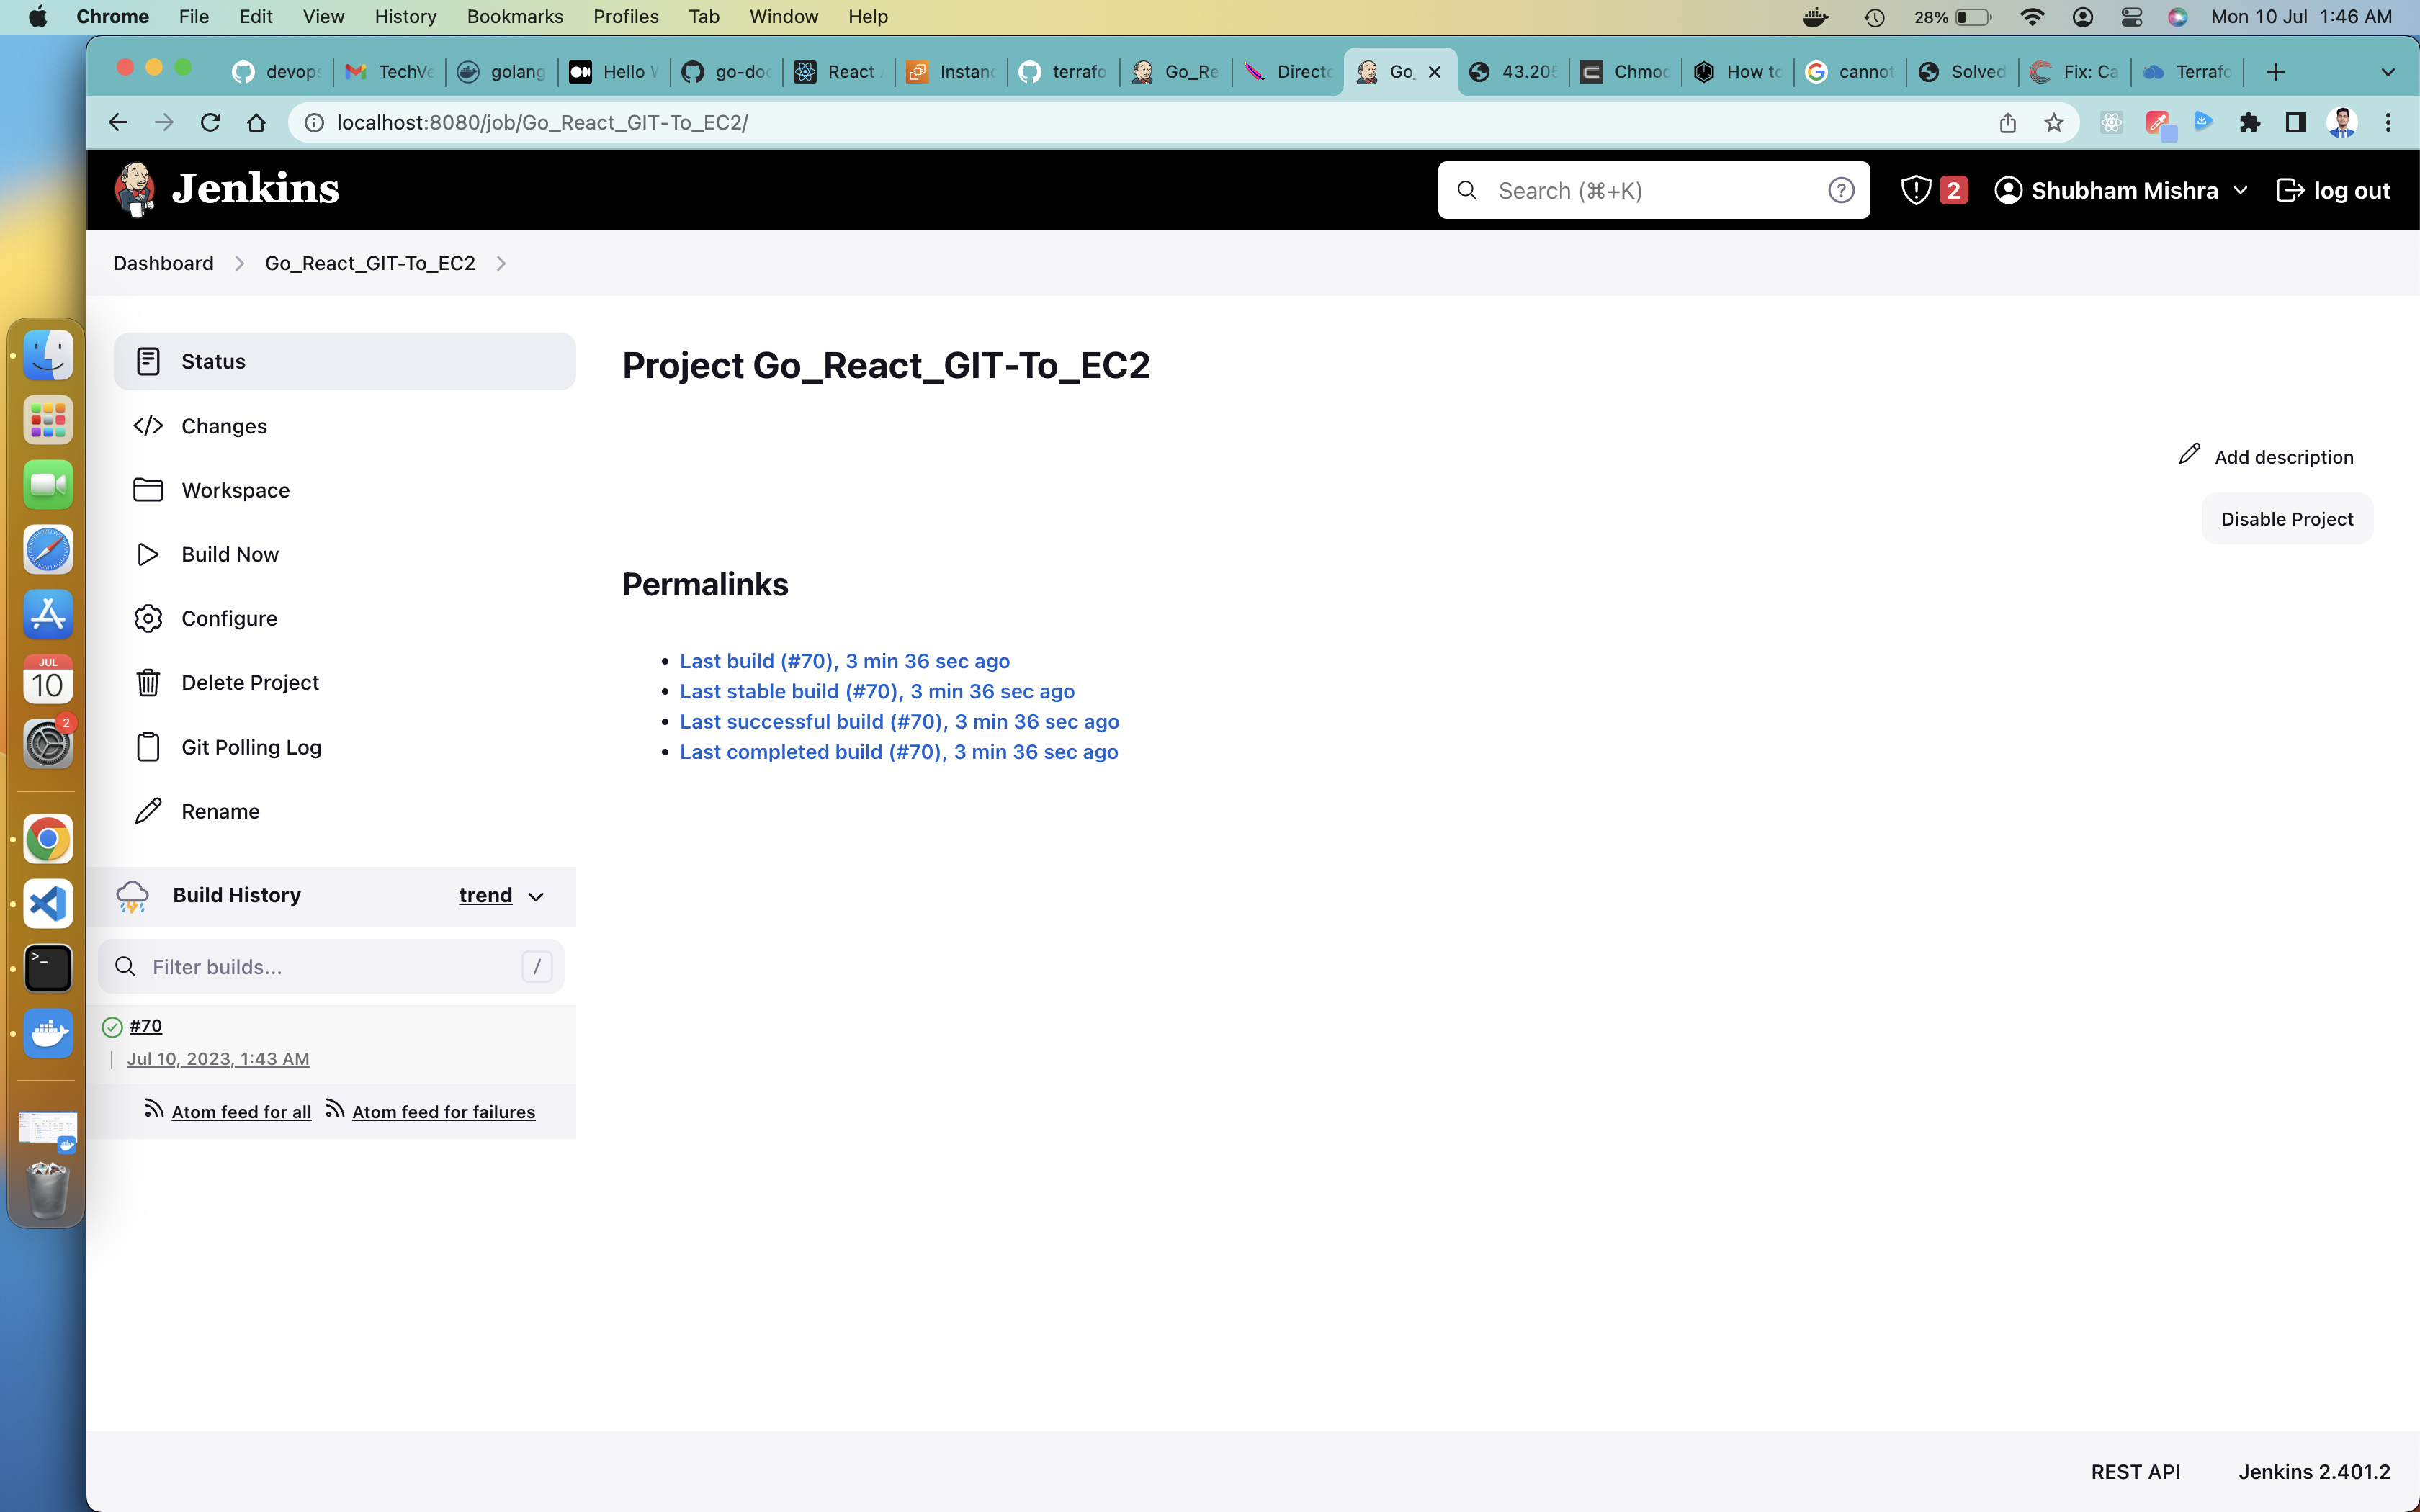 Chrome File Edit View History Bookmarks Profiles Tab Window Help 28% Mon 10 Jul 1:46 AM
devops TechVe golang Hello go-doc React Instanc terrafo Go_Re Directo Go_ 43.205 Chmod How to cannot Solved Fix: Ca Terrafo
localhost:8080/job/Go_React_GIT-To_EC2/
Jenkins Search (⌘+K) 2 Shubham Mishra log out
Dashboard Go_React_GIT-To_EC2
Status
Changes
Workspace
Build Now
Configure
Delete Project
Git Polling Log
Rename
Build History trend
Filter builds... /
#70
Jul 10, 2023, 1:43 AM
Atom feed for all Atom feed for failures
Project Go_React_GIT-To_EC2
Add description
Disable Project
Permalinks
Last build (#70), 3 min 36 sec ago
Last stable build (#70), 3 min 36 sec ago
Last successful build (#70), 3 min 36 sec ago
Last completed build (#70), 3 min 36 sec ago
JUL
10
2
REST API Jenkins 2.401.2